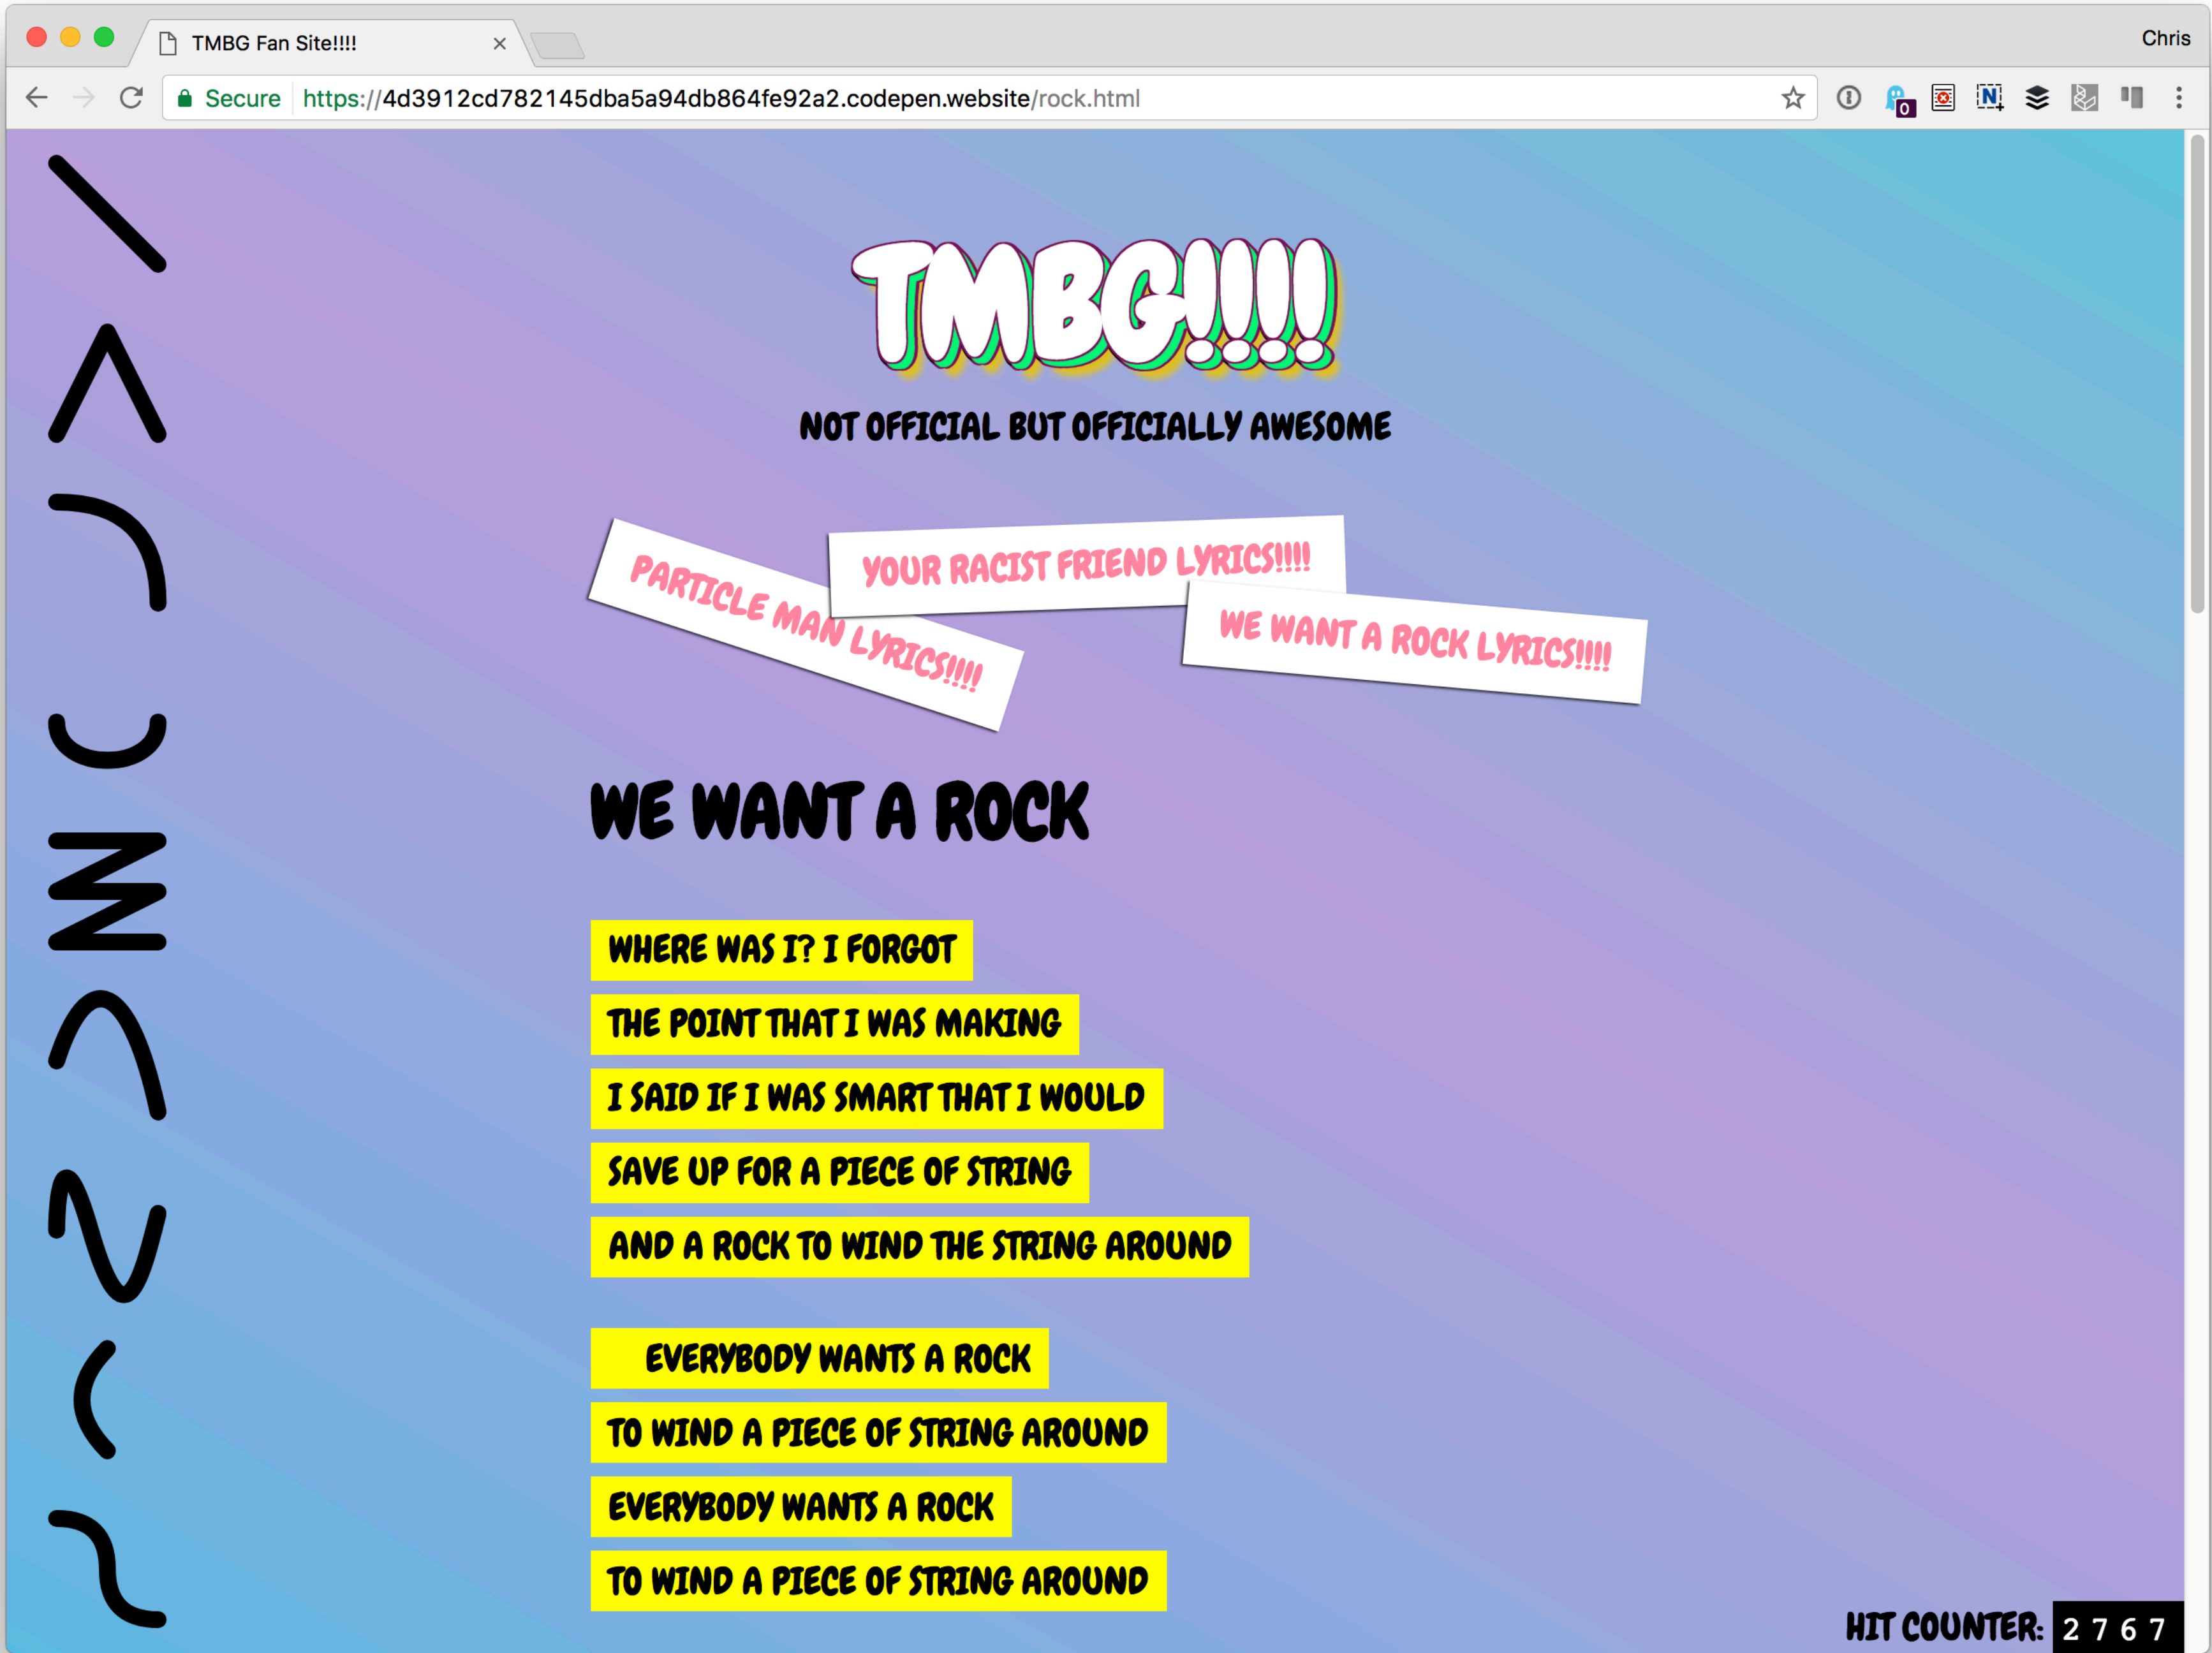 TMBG Fan Site!!!!
Chris
Secure https://4d3912cd782145dba5a94db864fe92a2.codepen.website/rock.html
0
N
TMBG!!!!
NOT OFFICIAL BUT OFFICIALLY AWESOME
PARTICLE MAN LYRICS!!!!
YOUR RACIST FRIEND LYRICS!!!!
WE WANT A ROCK LYRICS!!!!
WE WANT A ROCK
WHERE WAS I? I FORGOT
THE POINT THAT I WAS MAKING
I SAID IF I WAS SMART THAT I WOULD
SAVE UP FOR A PIECE OF STRING
AND A ROCK TO WIND THE STRING AROUND
EVERYBODY WANTS A ROCK
TO WIND A PIECE OF STRING AROUND
EVERYBODY WANTS A ROCK
TO WIND A PIECE OF STRING AROUND
HIT COUNTER: 2767